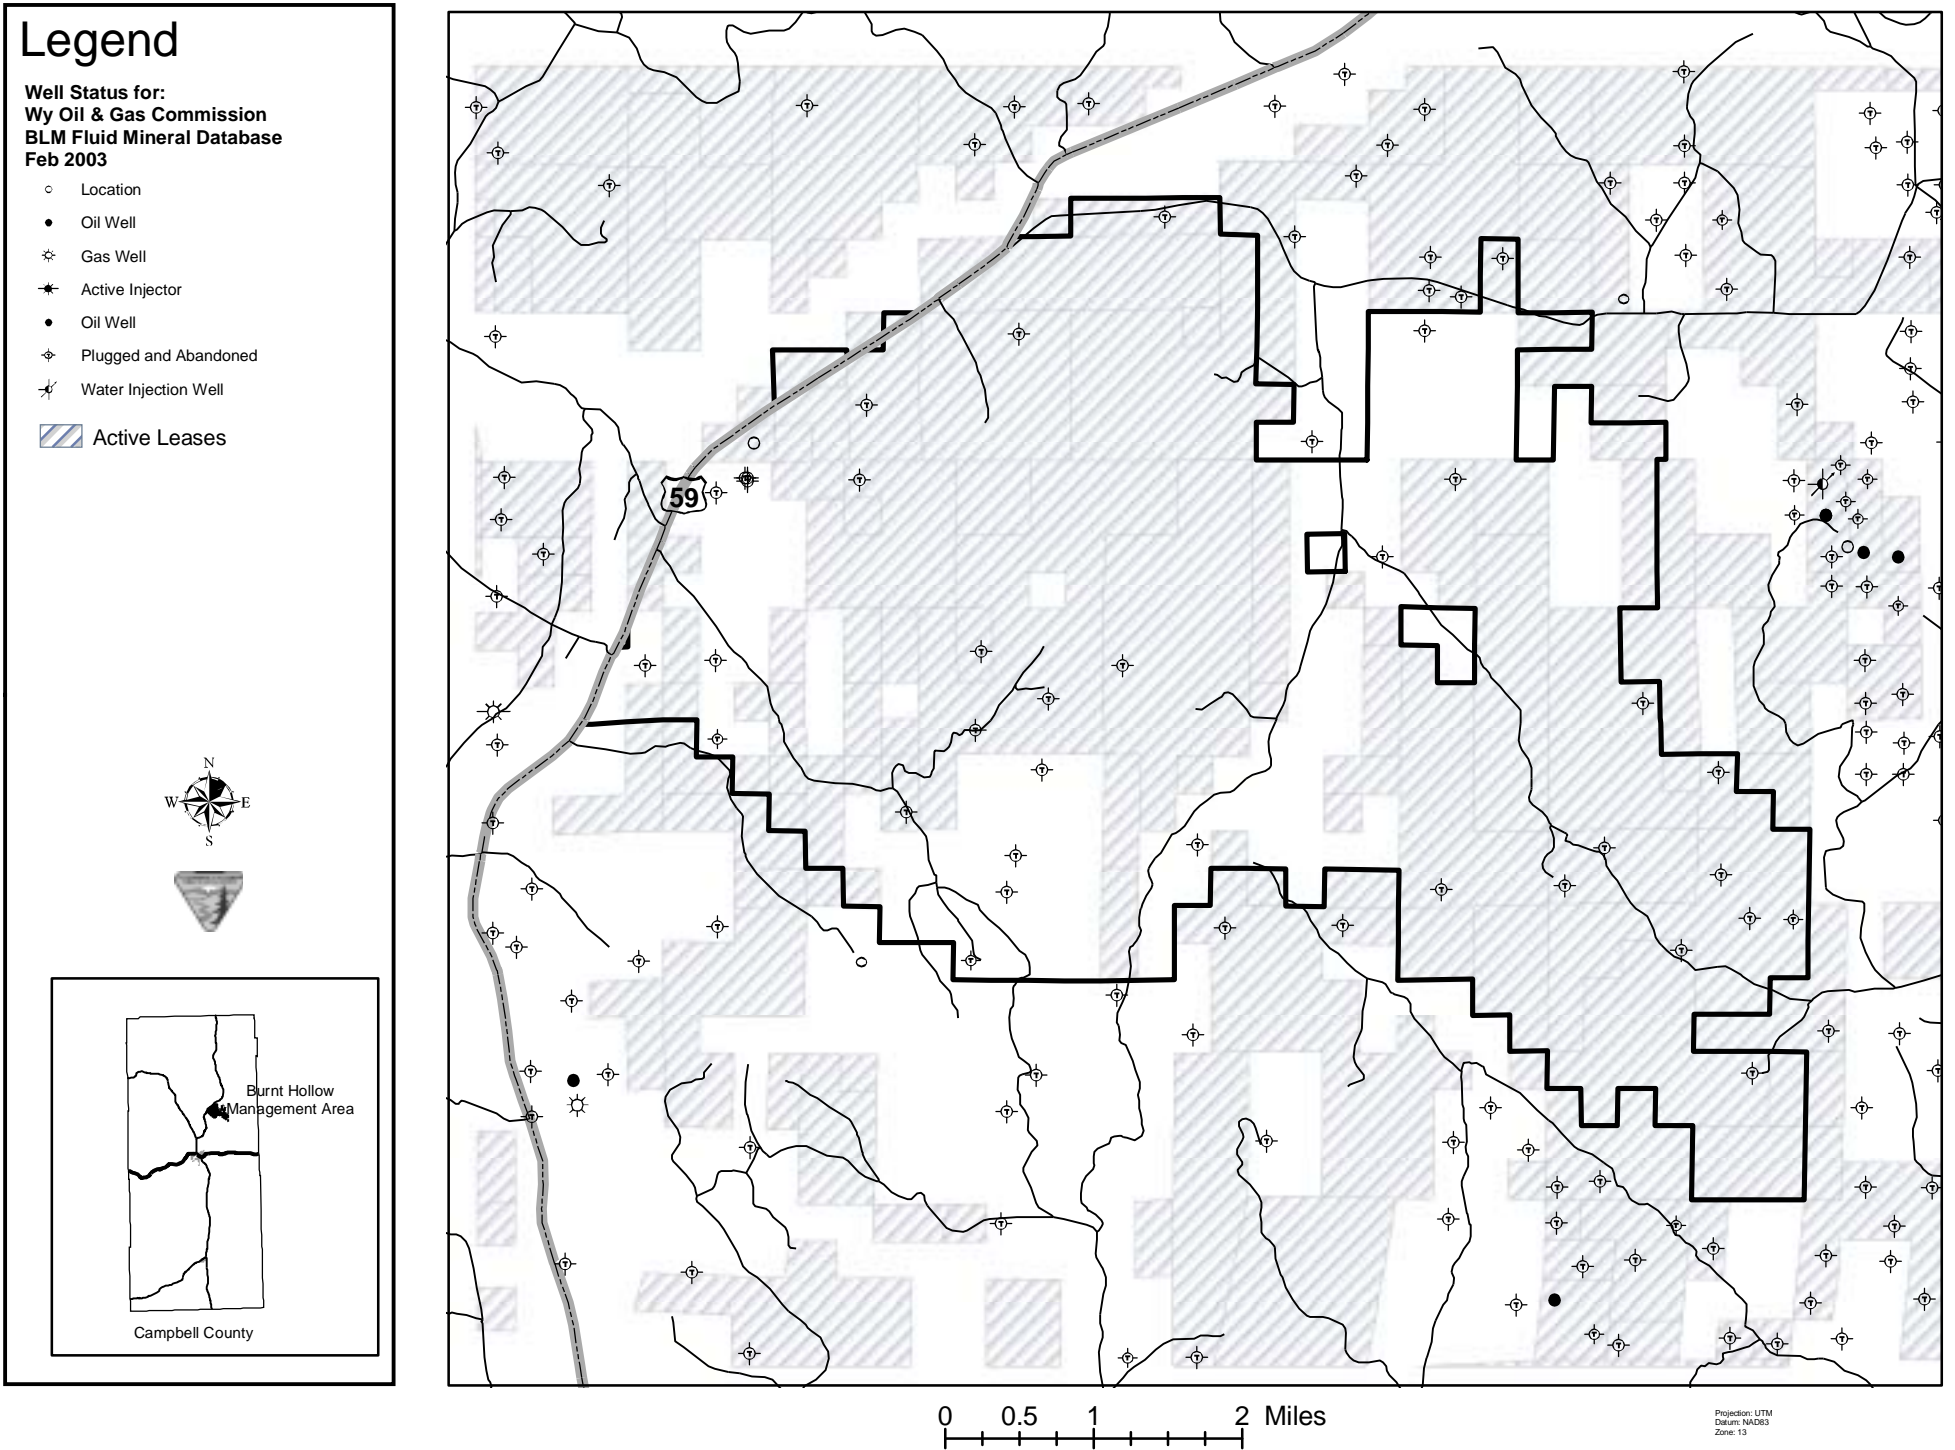 Legend
Well Status for:
Wy Oil & Gas Commission
BLM Fluid Mineral Database
Feb 2003
Location
Oil Well
Gas Well
Active Injector
Oil Well
Plugged and Abandoned
Water Injection Well
Active Leases
N
W E
S
Burnt Hollow
Management Area
Campbell County
59
0 0.5 1 2 Miles
Projection: UTM
Datum: NAD83
Zone: 13